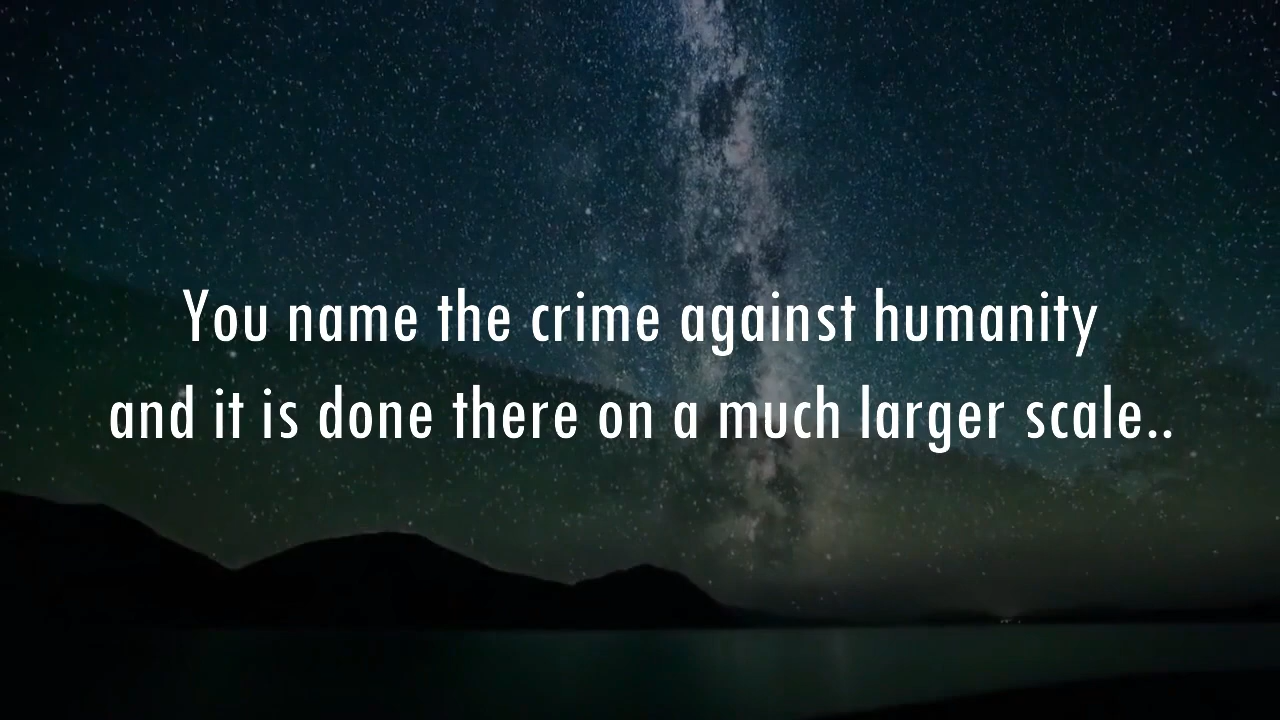 You name the crime against humanity
and it is done there on a much larger scale..